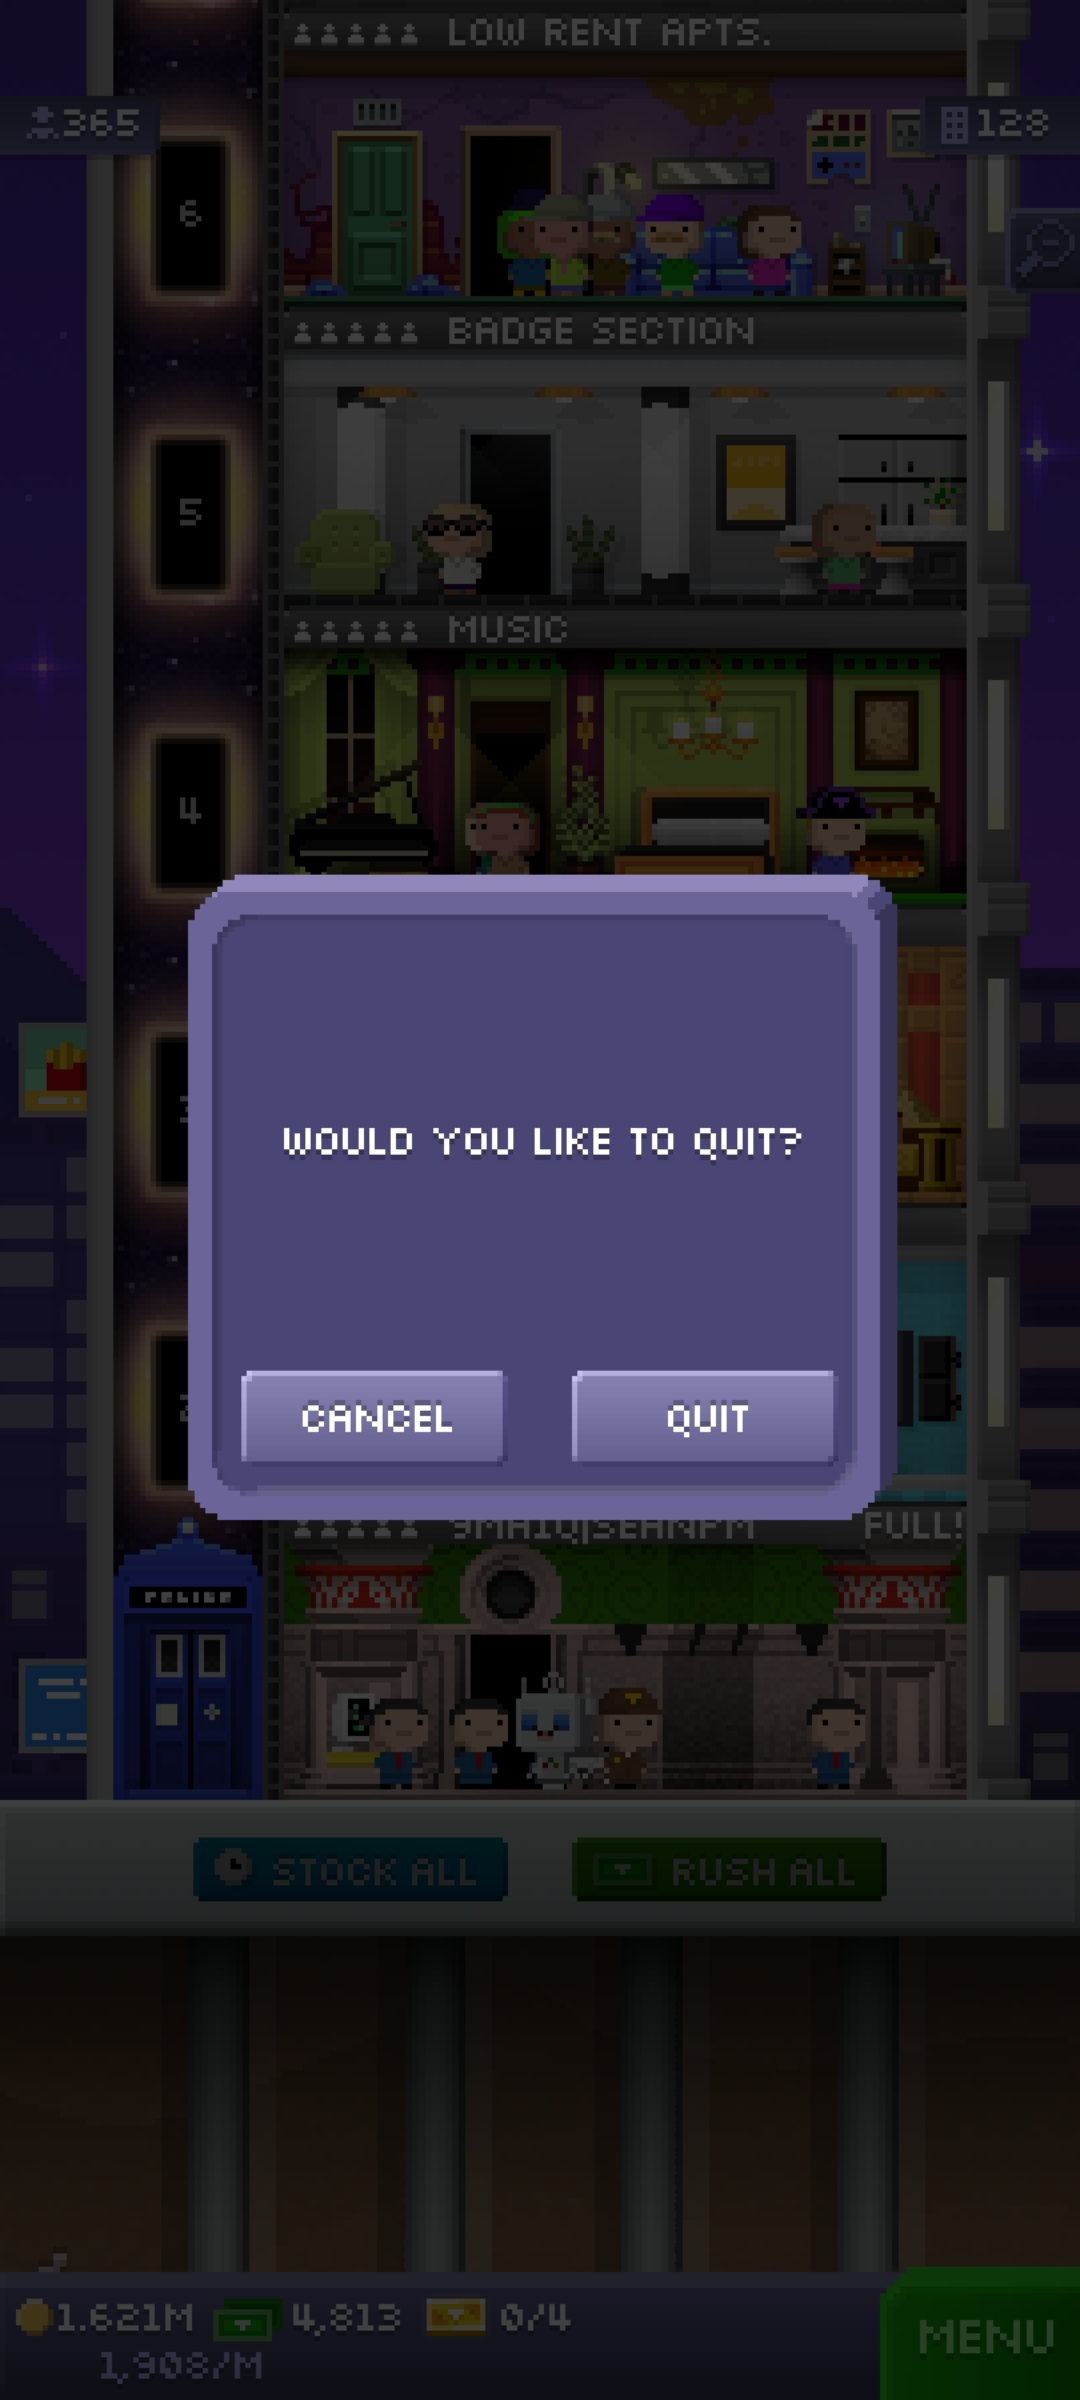 LOW RENT APTS.
365
128
6
BADGE SECTION
5
MUSIC
4
WOULD YOU LIKE TO QUIT?
CANCEL
QUIT
FULL!
POLICE
STOCK ALL
RUSH ALL
1.621M
4,813
0/4
MENU
1,908/M